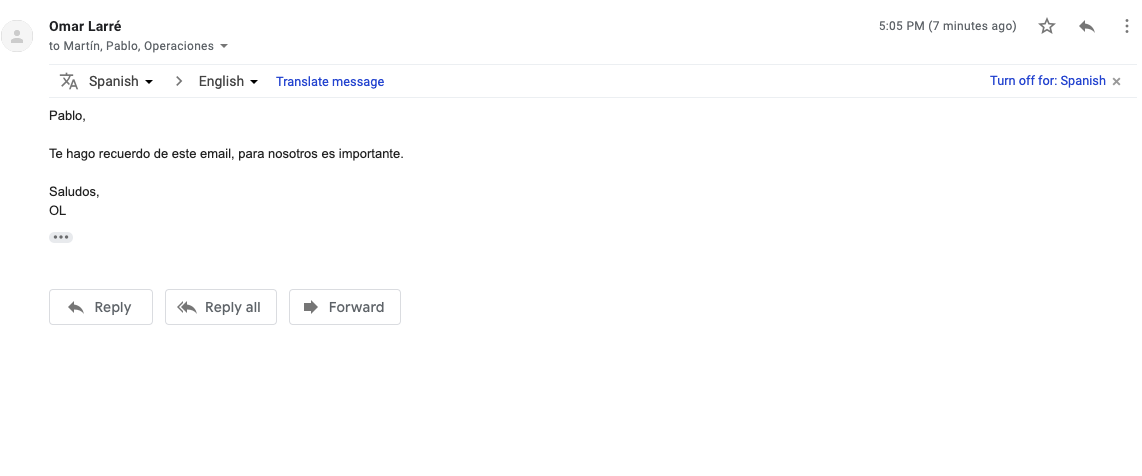 Omar Larré
5:05 PM (7 minutes ago)
to Martín, Pablo, Operaciones
Spanish
English
Translate message
Turn off for: Spanish
Pablo,
Te hago recuerdo de este email, para nosotros es importante.
Saludos,
OL
Reply
Reply all
Forward